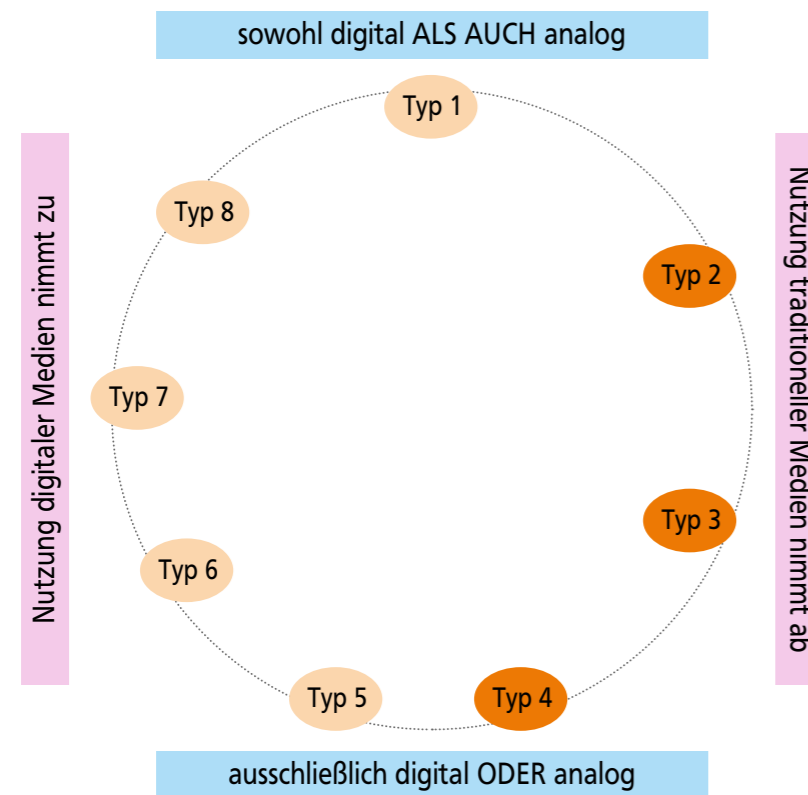 sowohl digital ALS AUCH analog
Typ 1
Typ 8
Typ 2
Nutzung digitaler Medien nimmt zu
Nutzung traditioneller Medien nimmt ab
Typ 7
Typ 3
Typ 6
Typ 5
Typ 4
ausschließlich digital ODER analog